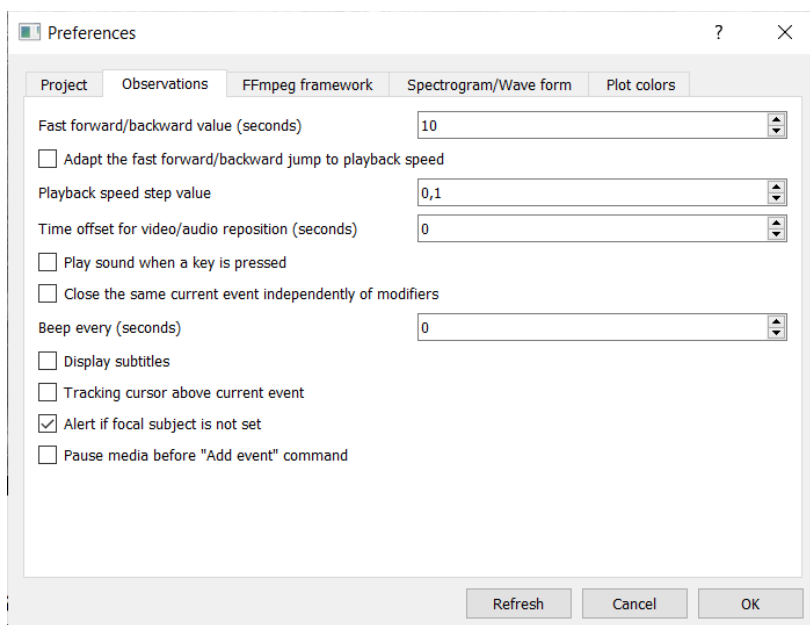 Preferences ?
Project Observations FFmpeg framework Spectrogram/Wave form Plot colors
Fast forward/backward value (seconds) 10
Adapt the fast forward/backward jump to playback speed
Playback speed step value 0,1
Time offset for video/audio reposition (seconds) 0
Play sound when a key is pressed
Close the same current event independently of modifiers
Beep every (seconds) 0
Display subtitles
Tracking cursor above current event
Alert if focal subject is not set
Pause media before "Add event" command
Refresh Cancel OK